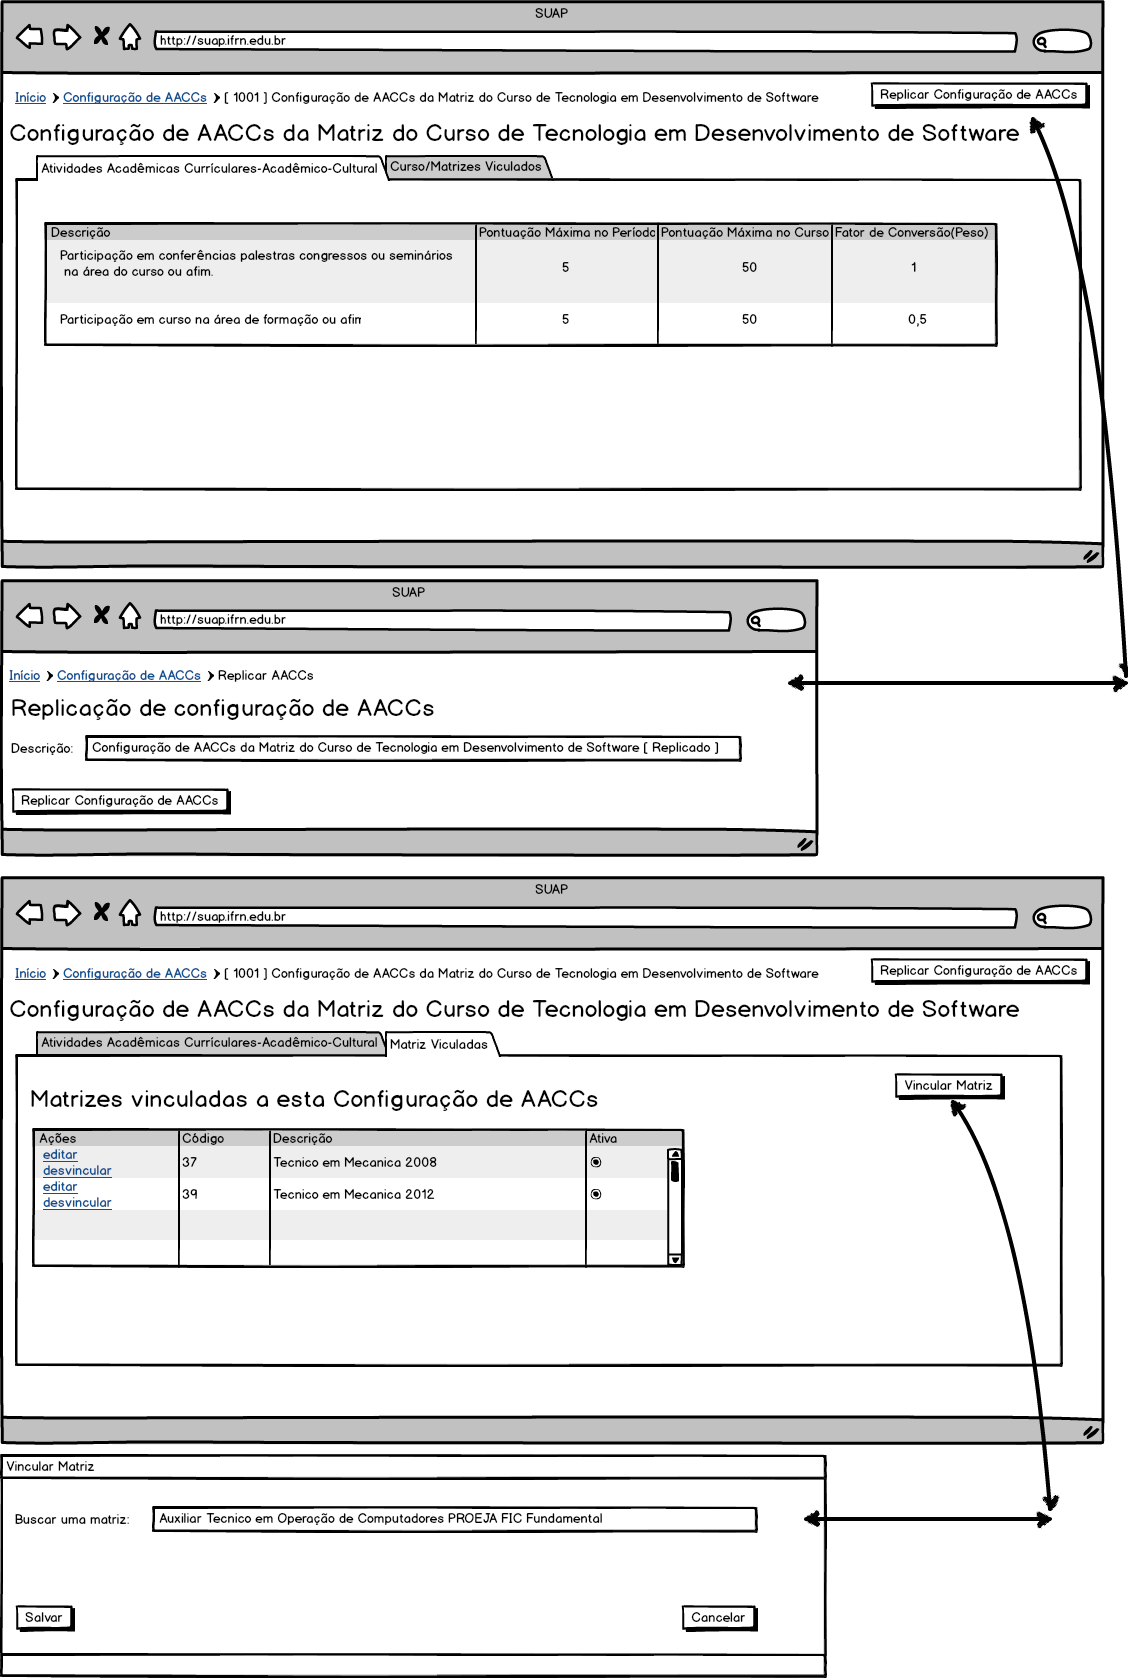 SUAP
http://suap.ifrn.edu.br
Início > Configuração de AACCs > [ 1001 ] Configuração de AACCs da Matriz do Curso de Tecnologia em Desenvolvimento de Software
Replicar Configuração de AACCs
Configuração de AACCs da Matriz do Curso de Tecnologia em Desenvolvimento de Software
Atividades Acadêmicas Currículares-Acadêmico-Cultural Curso/Matrizes Viculados
Descrição Pontuação Máxima no Período Pontuação Máxima no Curso Fator de Conversão(Peso)
Participação em conferências palestras congressos ou seminários
na área do curso ou afim. 5 50 1
Participação em curso na área de formação ou afim 5 50 0,5
SUAP
http://suap.ifrn.edu.br
Início > Configuração de AACCs > Replicar AACCs
Replicação de configuração de AACCs
Descrição: Configuração de AACCs da Matriz do Curso de Tecnologia em Desenvolvimento de Software [ Replicado ]
Replicar Configuração de AACCs
SUAP
http://suap.ifrn.edu.br
Início > Configuração de AACCs > [ 1001 ] Configuração de AACCs da Matriz do Curso de Tecnologia em Desenvolvimento de Software
Replicar Configuração de AACCs
Configuração de AACCs da Matriz do Curso de Tecnologia em Desenvolvimento de Software
Atividades Acadêmicas Currículares-Acadêmico-Cultural Matriz Viculadas
Vincular Matriz
Matrizes vinculadas a esta Configuração de AACCs
Ações Código Descrição Ativa
editar
desvincular 37 Tecnico em Mecanica 2008
editar
desvincular 39 Tecnico em Mecanica 2012
Vincular Matriz
Buscar uma matriz: Auxiliar Tecnico em Operação de Computadores PROEJA FIC Fundamental
Salvar Cancelar